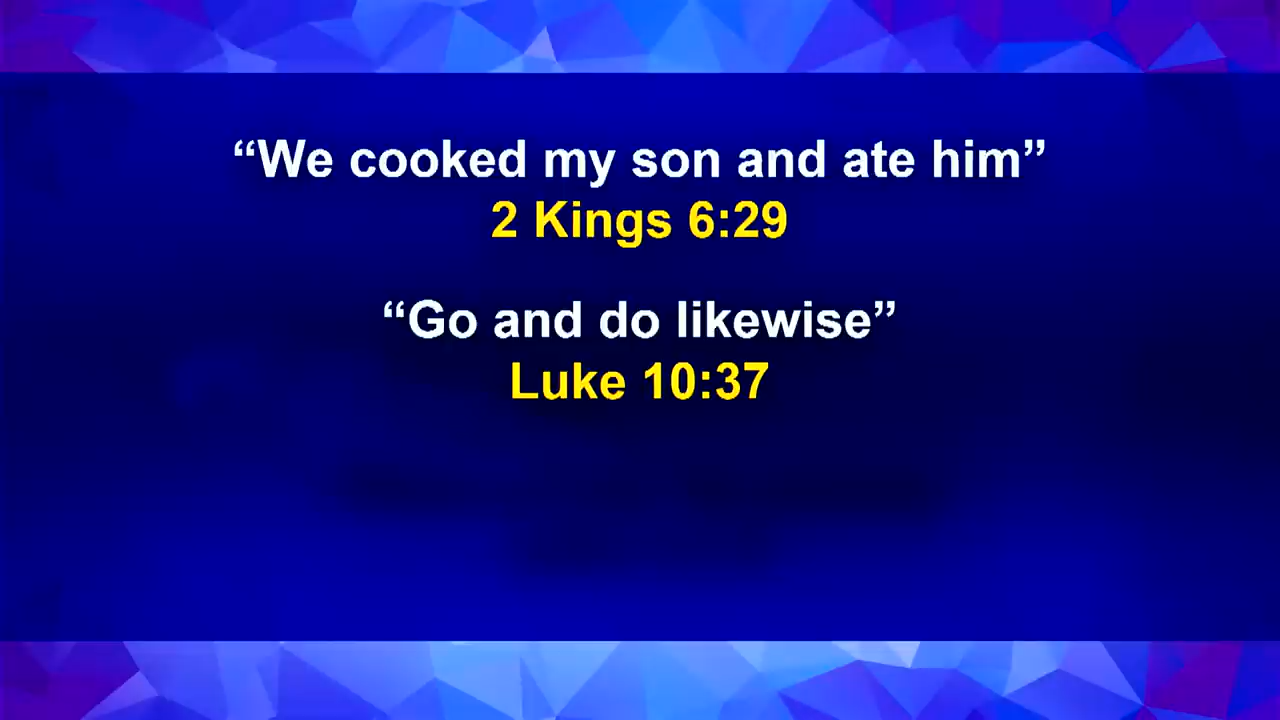 “We cooked my son and ate him”
2 Kings 6:29
“Go and do likewise”
Luke 10:37